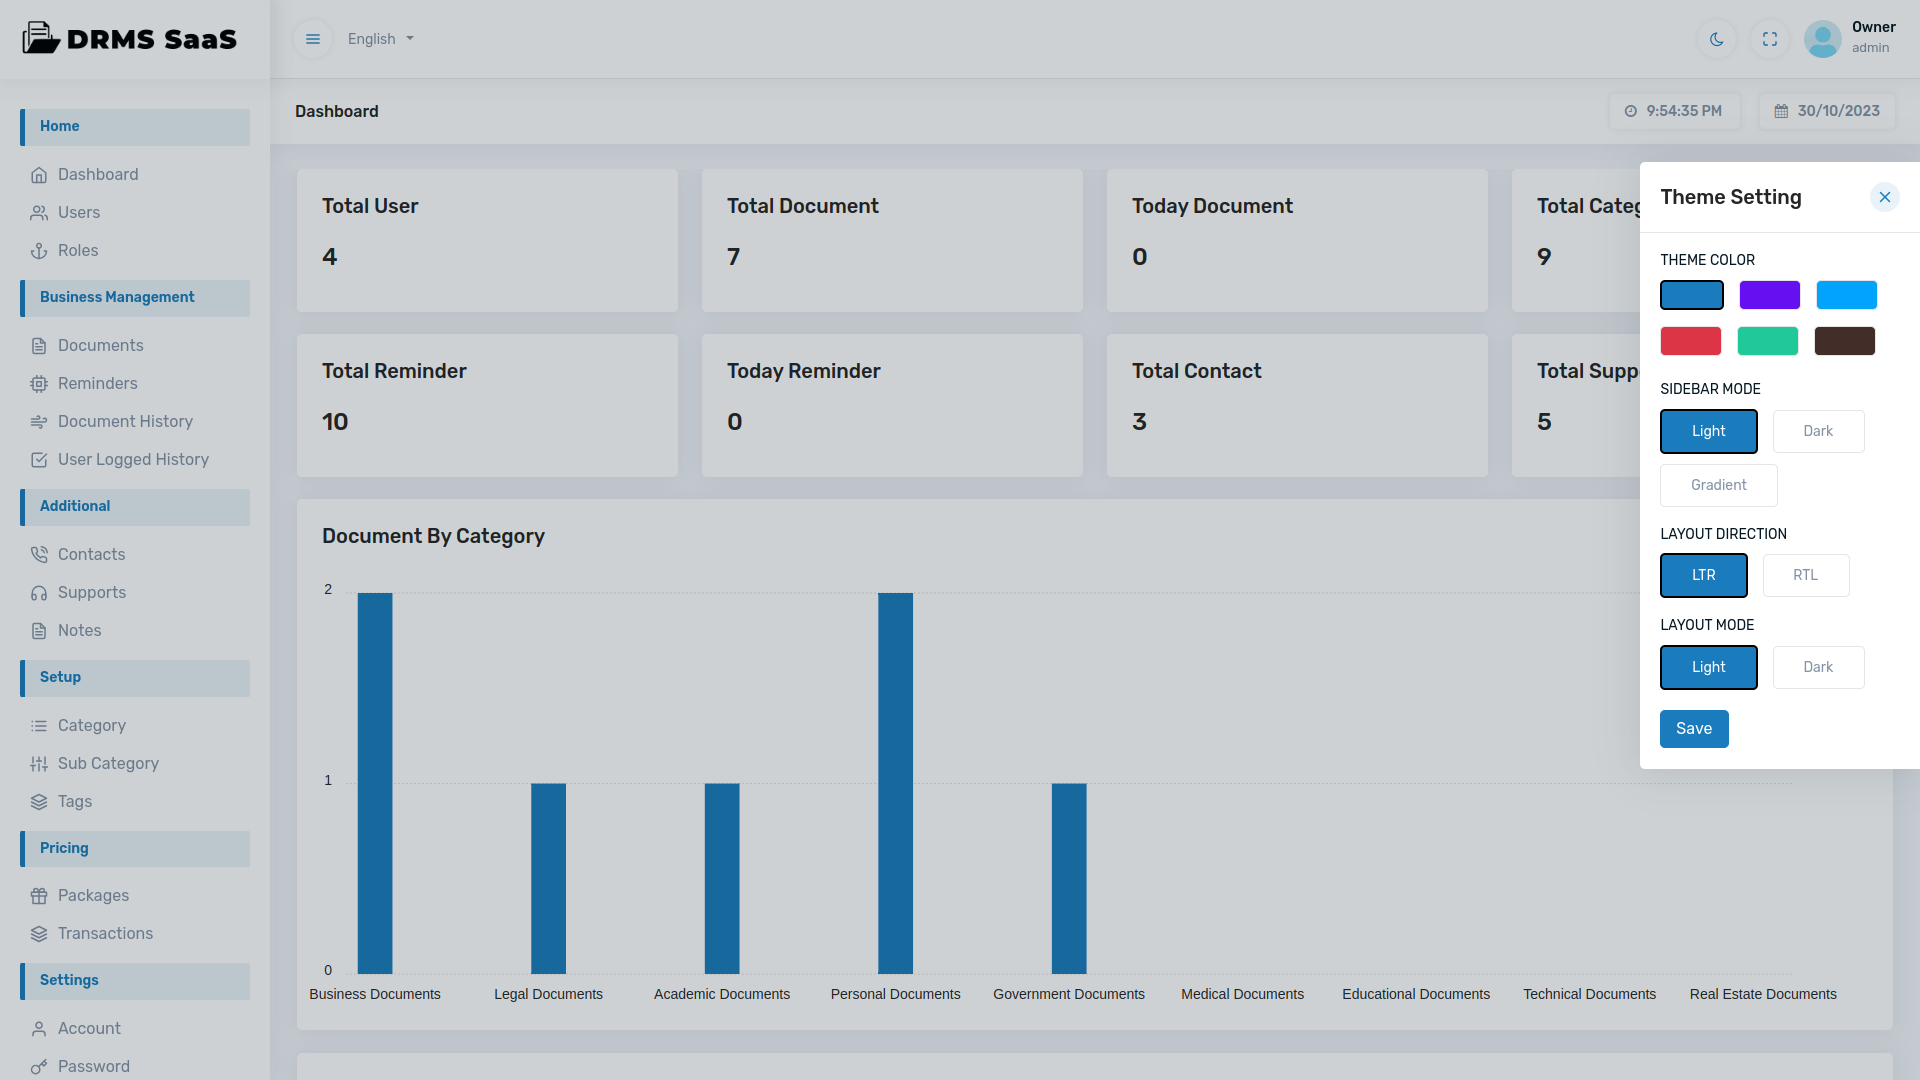 DRMS SaaS
English
Owner
admin
Dashboard
9:54:35 PM
30/10/2023
Home
Dashboard
Users
Roles
Business Management
Documents
Reminders
Document History
User Logged History
Additional
Contacts
Supports
Notes
Setup
Category
Sub Category
Tags
Pricing
Packages
Transactions
Settings
Account
Password
Total User
4
Total Document
7
Today Document
0
Total Categ
9
Total Reminder
10
Today Reminder
0
Total Contact
3
Total Supp
5
Document By Category
2
1
0
Business Documents
Legal Documents
Academic Documents
Personal Documents
Government Documents
Medical Documents
Educational Documents
Technical Documents
Real Estate Documents
Theme Setting
THEME COLOR
SIDEBAR MODE
Light
Dark
Gradient
LAYOUT DIRECTION
LTR
RTL
LAYOUT MODE
Light
Dark
Save